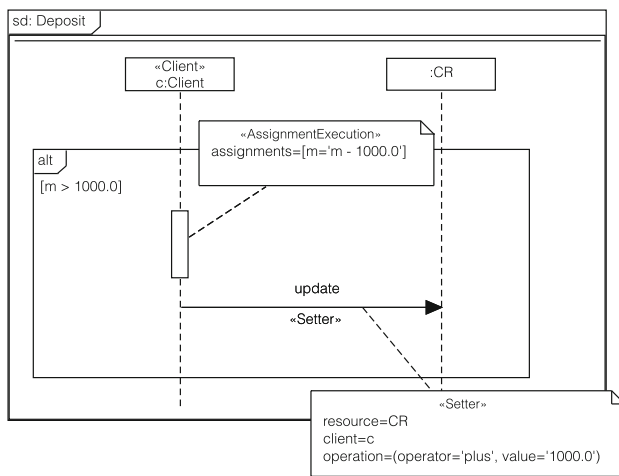 sd: Deposit
«Client»
c:Client
:CR
«AssignmentExecution»
assignments=[m='m - 1000.0']
alt
[m > 1000.0]
update
«Setter»
«Setter»
resource=CR
client=c
operation=(operator='plus', value='1000.0')